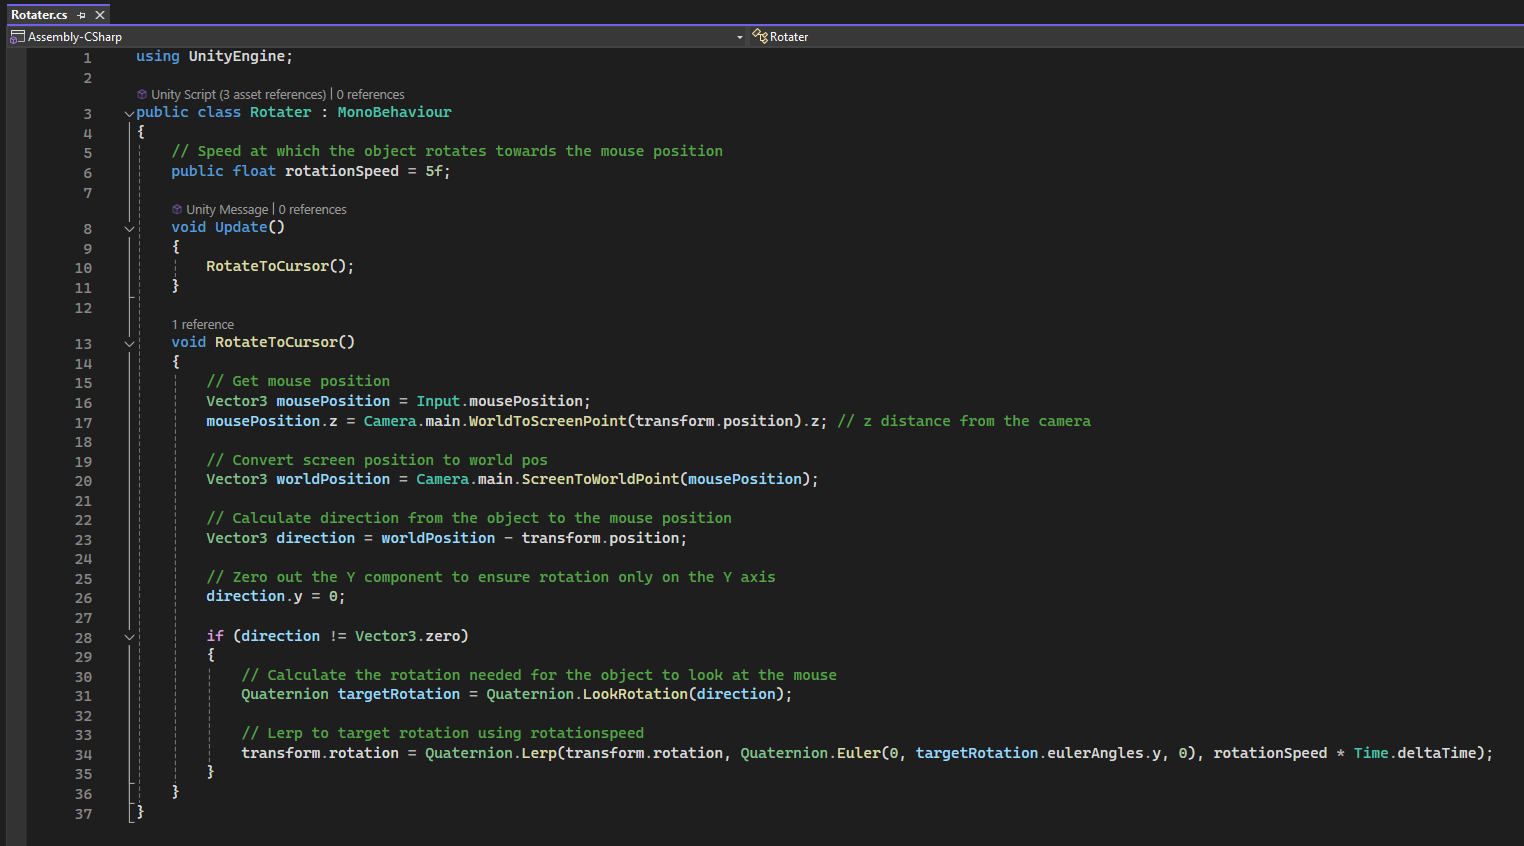 Rotater.cs
Assembly-CSharp Rotater
1 using UnityEngine;
2
Unity Script (3 asset references) | 0 references
3 public class Rotater : MonoBehaviour
4 {
5 // Speed at which the object rotates towards the mouse position
6 public float rotationSpeed = 5f;
7
Unity Message | 0 references
8 void Update()
9 {
10 RotateToCursor();
11 }
12
1 reference
13 void RotateToCursor()
14 {
15 // Get mouse position
16 Vector3 mousePosition = Input.mousePosition;
17 mousePosition.z = Camera.main.WorldToScreenPoint(transform.position).z; // z distance from the camera
18
19 // Convert screen position to world pos
20 Vector3 worldPosition = Camera.main.ScreenToWorldPoint(mousePosition);
21
22 // Calculate direction from the object to the mouse position
23 Vector3 direction = worldPosition - transform.position;
24
25 // Zero out the Y component to ensure rotation only on the Y axis
26 direction.y = 0;
27
28 if (direction != Vector3.zero)
29 {
30 // Calculate the rotation needed for the object to look at the mouse
31 Quaternion targetRotation = Quaternion.LookRotation(direction);
32
33 // Lerp to target rotation using rotationspeed
34 transform.rotation = Quaternion.Lerp(transform.rotation, Quaternion.Euler(0, targetRotation.eulerAngles.y, 0), rotationSpeed * Time.deltaTime);
35 }
36 }
37 }